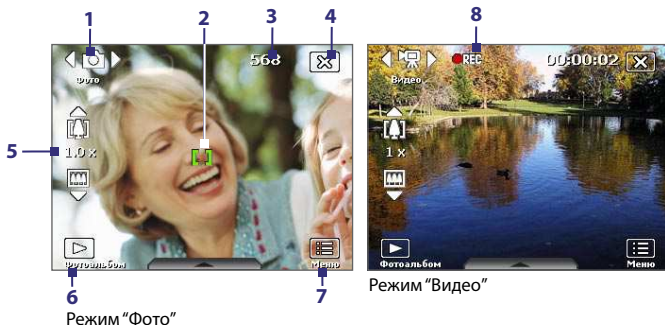 1 2 3 4 8
568
Фото
REC
00:00:02
Видео
5
1.0 x
1 x
Фотоальбом
Меню
Фотоальбом
Меню
6 7
Режим "Фото"
Режим "Видео"